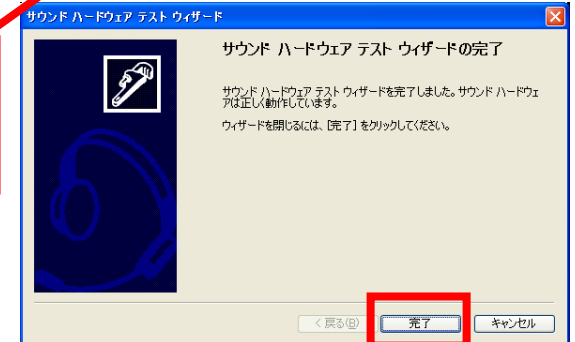 サウンド ハードウェア テスト ウィザード
サウンド ハードウェア テスト ウィザードの完了
サウンド ハードウェア テスト ウィザードを完了しました。サウンド ハードウェ
アは正しく動作しています。
ウィザードを閉じるには、[完了] をクリックしてください。
< 戻る(B)
完了
キャンセル